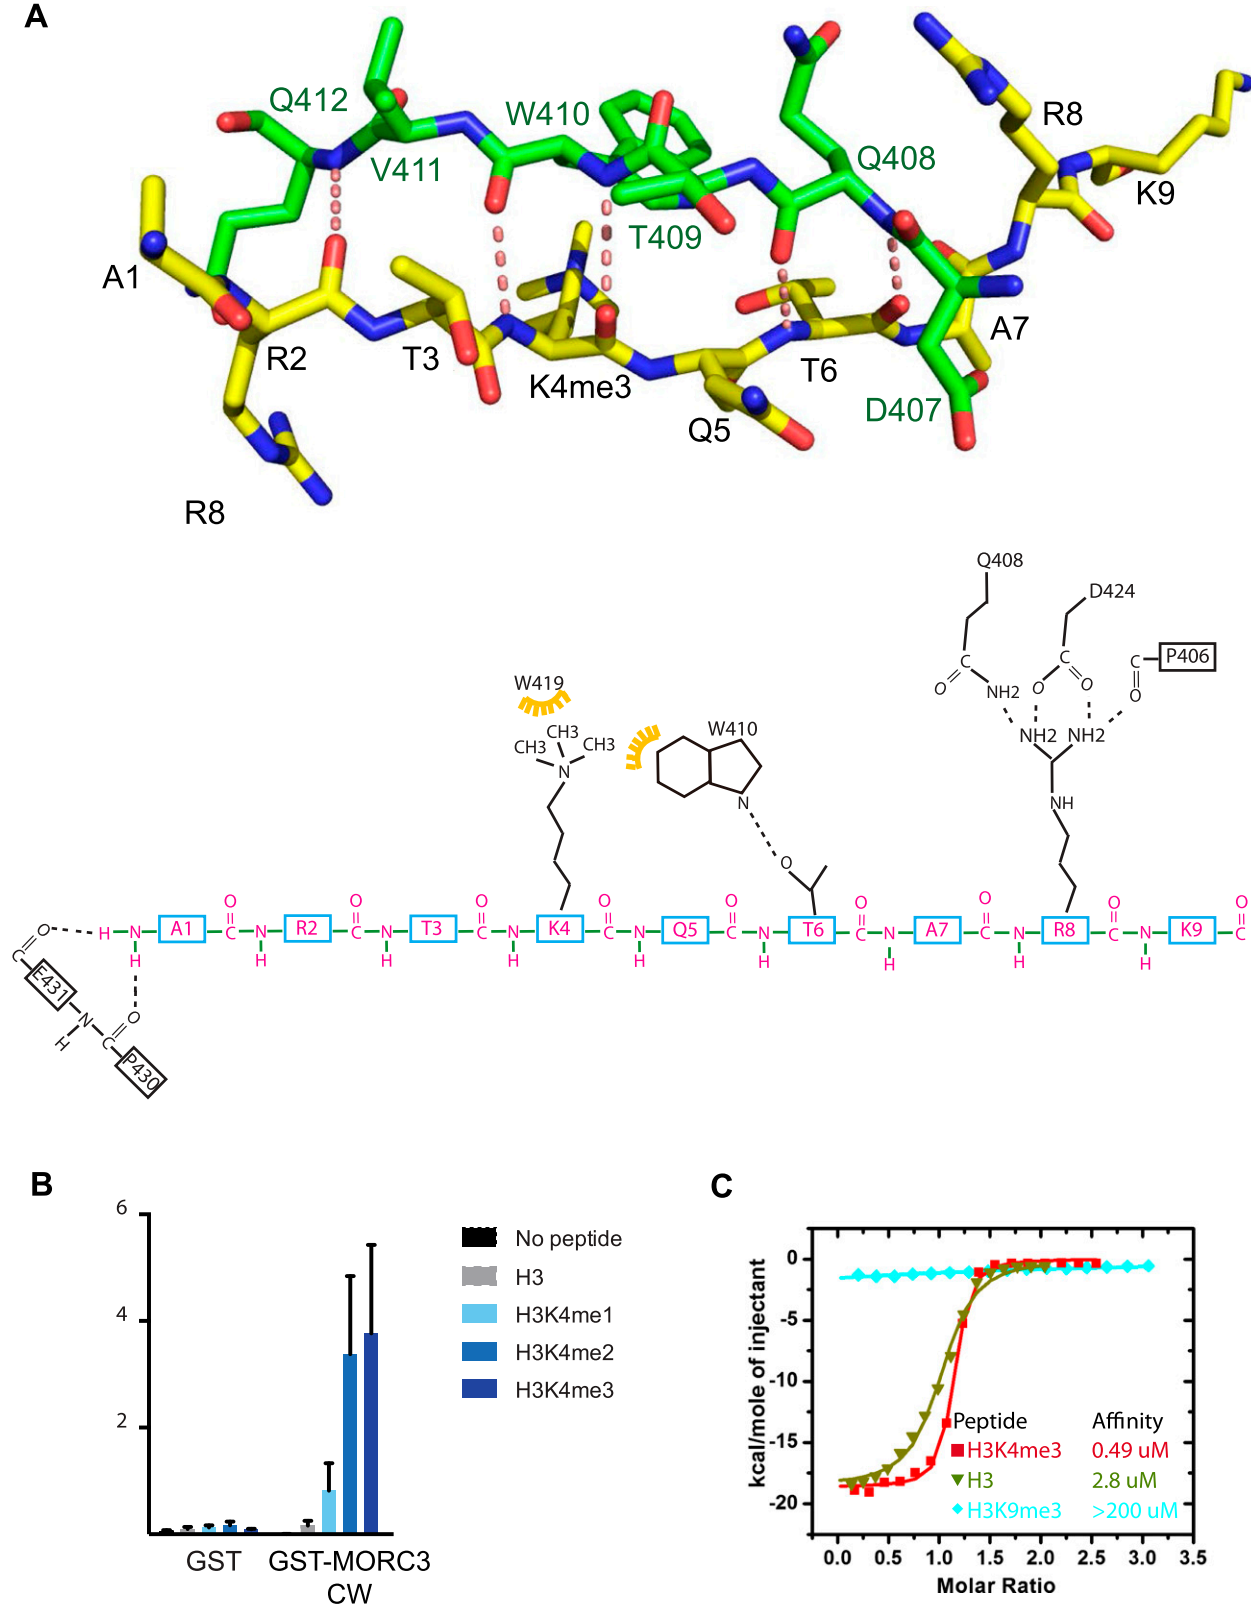 A
Q412
V411
W410
T409
Q408
R8
K9
A1
R2
T3
K4me3
Q5
T6
A7
D407
R8
Q408
D424
P406
C
C
C
O
NH2
O
O
O
W419
W410
CH3
CH3
CH3
NH2
NH2
N
N
NH
O
O
O
O
O
O
O
O
O
O
O
H
N
A1
C
N
R2
C
N
T3
C
N
K4
C
N
Q5
C
N
T6
C
N
A7
C
N
R8
C
N
K9
C
H
H
H
H
H
H
H
H
H
C
E431
N
H
C
O
P430
B
6
4
2
No peptide
H3
H3K4me1
H3K4me2
H3K4me3
GST
GST-MORC3
CW
C
kcal/mole of injectant
0
-5
-10
-15
-20
Peptide Affinity
H3K4me3 0.49 uM
H3 2.8 uM
H3K9me3 >200 uM
0.0 0.5 1.0 1.5 2.0 2.5 3.0 3.5
Molar Ratio